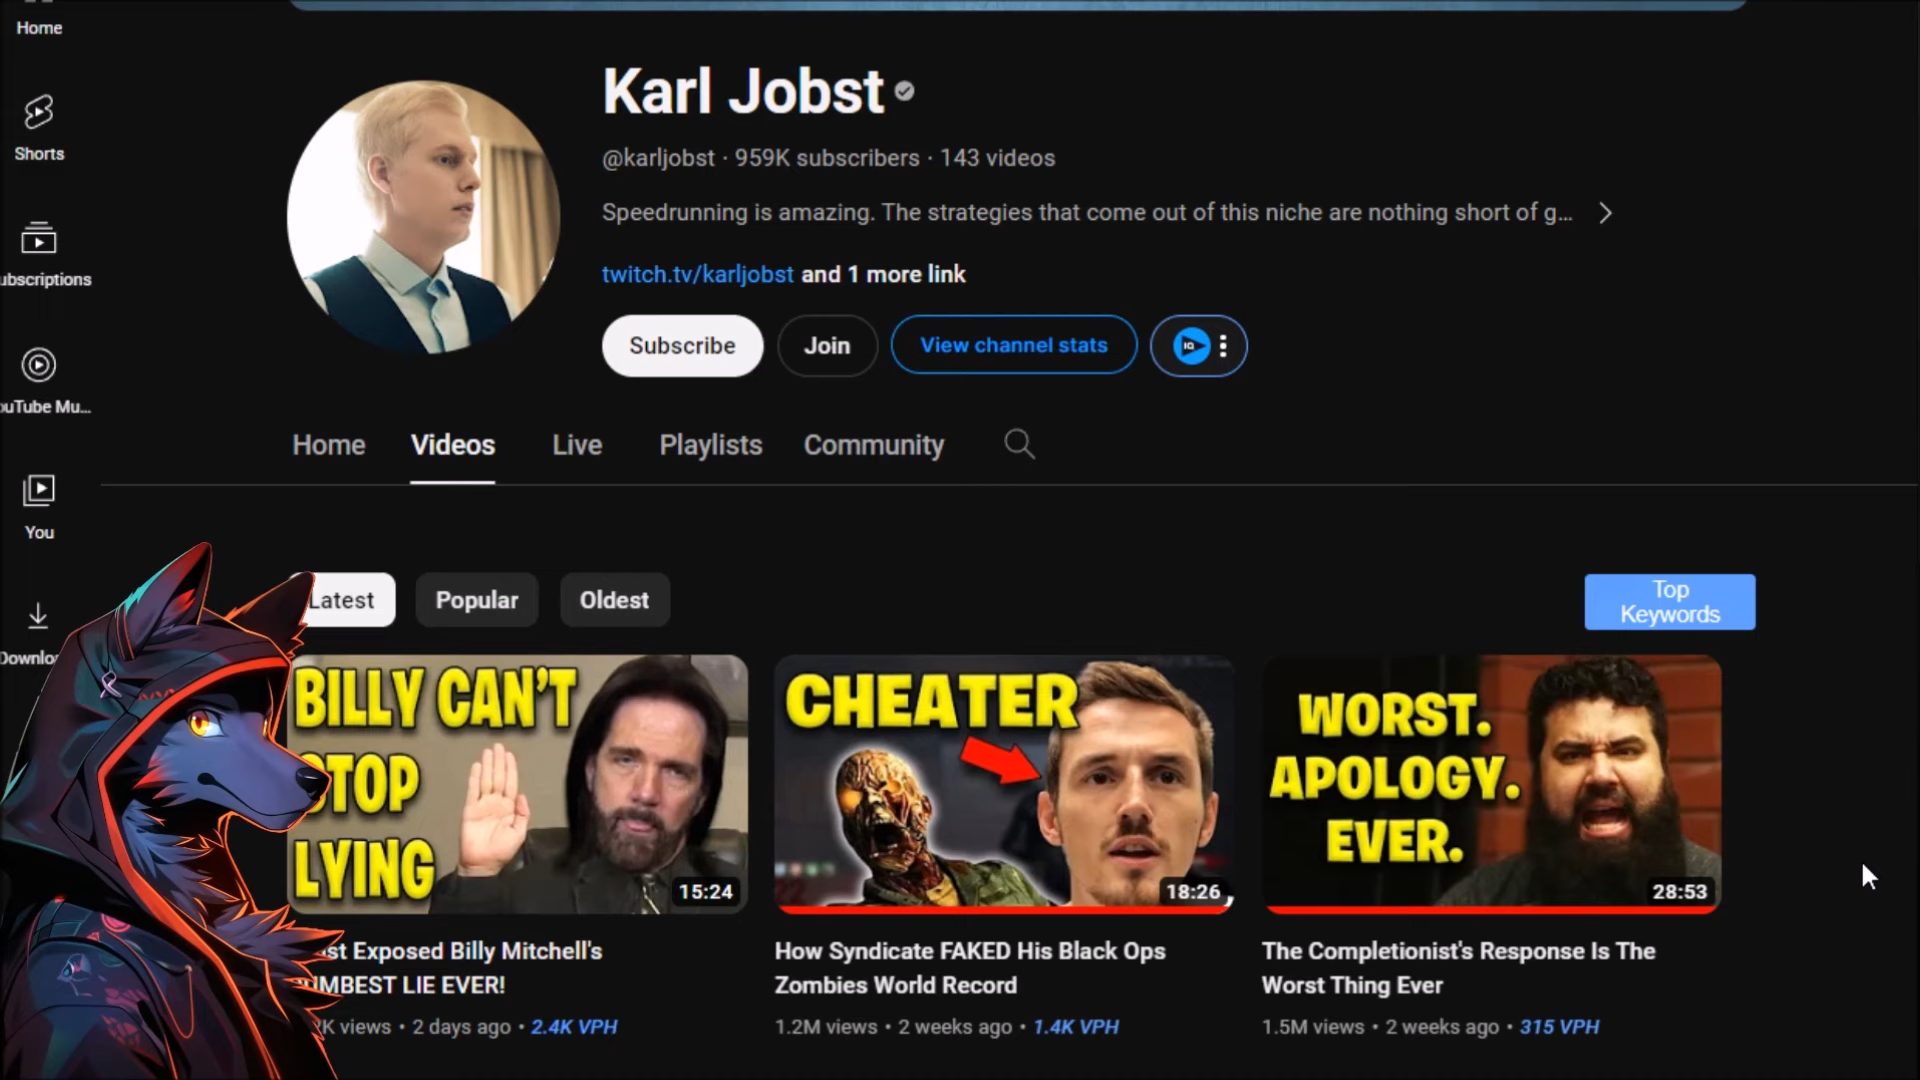 Home
Shorts
ubscriptions
ouTube Mu...
You
Downlo
Karl Jobst
@karljobst · 959K subscribers · 143 videos
Speedrunning is amazing. The strategies that come out of this niche are nothing short of g...
twitch.tv/karljobst and 1 more link
Subscribe
Join
View channel stats
IQ
Home
Videos
Live
Playlists
Community
Latest
Popular
Oldest
Top
Keywords
BILLY CAN'T
STOP
LYING
15:24
CHEATER
18:26
WORST.
APOLOGY.
EVER.
28:53
st Exposed Billy Mitchell's
MBEST LIE EVER!
K views • 2 days ago • 2.4K VPH
How Syndicate FAKED His Black Ops
Zombies World Record
1.2M views • 2 weeks ago • 1.4K VPH
The Completionist's Response Is The
Worst Thing Ever
1.5M views • 2 weeks ago • 315 VPH